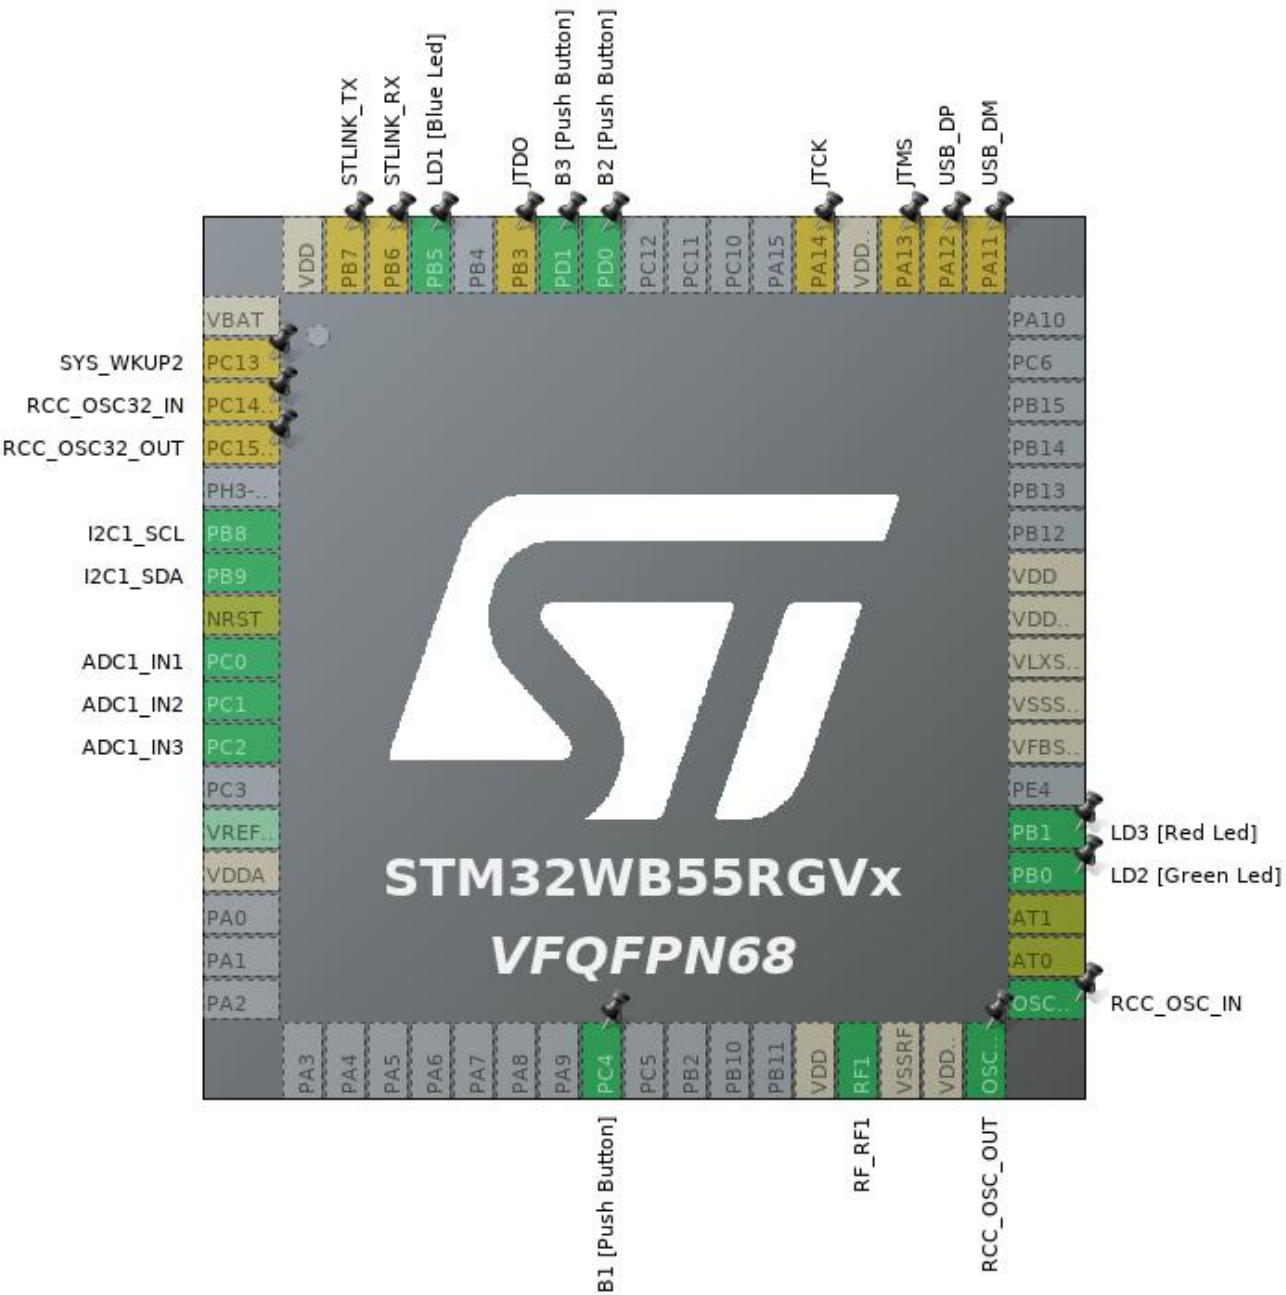 STLINK_TX
STLINK_RX
LD1 [Blue Led]
JTDO
B3 [Push Button]
B2 [Push Button]
JTCK
JTMS
USB_DP
USB_DM
VDD
PB7
PB6
PB5
PB4
PB3
PD1
PD0
PC12
PC11
PC10
PA15
PA14
VDD..
PA13
PA12
PA11
VBAT
SYS_WKUP2 PC13
RCC_OSC32_IN PC14..
RCC_OSC32_OUT PC15..
PH3-..
I2C1_SCL PB8
I2C1_SDA PB9
NRST
ADC1_IN1 PC0
ADC1_IN2 PC1
ADC1_IN3 PC2
PC3
VREF..
VDDA
PA0
PA1
PA2
PA10
PC6
PB15
PB14
PB13
PB12
VDD
VDD..
VLXS..
VSSS..
VFBS..
PE4
PB1 LD3 [Red Led]
PB0 LD2 [Green Led]
AT1
AT0
OSC.. RCC_OSC_IN
ST
STM32WB55RGVx
VFQFPN68
PA3
PA4
PA5
PA6
PA7
PA8
PA9
PC4
PC5
PB2
PB10
PB11
VDD
RF1
VSSRF
VDD..
OSC..
B1 [Push Button]
RF_RF1
RCC_OSC_OUT